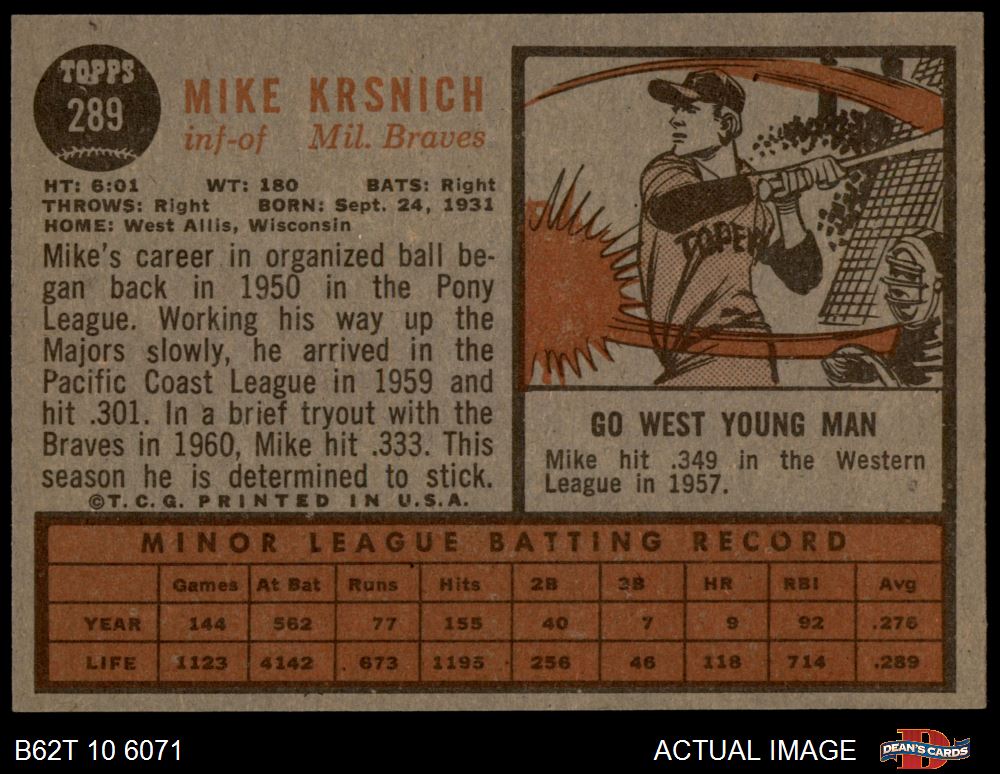 TOPPS
289
MIKE KRSNICH
inf-of Mil. Braves
HT: 6:01 WT: 180 BATS: Right
THROWS: Right BORN: Sept. 24, 1931
HOME: West Allis, Wisconsin
Mike's career in organized ball be-
gan back in 1950 in the Pony
League. Working his way up the
Majors slowly, he arrived in the
Pacific Coast League in 1959 and
hit .301. In a brief tryout with the
Braves in 1960, Mike hit .333. This
season he is determined to stick.
©T.C.G. PRINTED IN U.S.A.
TOPEK
GO WEST YOUNG MAN
Mike hit .349 in the Western
League in 1957.
MINOR LEAGUE BATTING RECORD
Games At Bat Runs Hits 2B 3B HR RBI Avg
YEAR 144 562 77 155 40 7 9 92 .276
LIFE 1123 4142 673 1195 256 46 118 714 .289
B62T 10 6071
ACTUAL IMAGE
DEAN'S CARDS